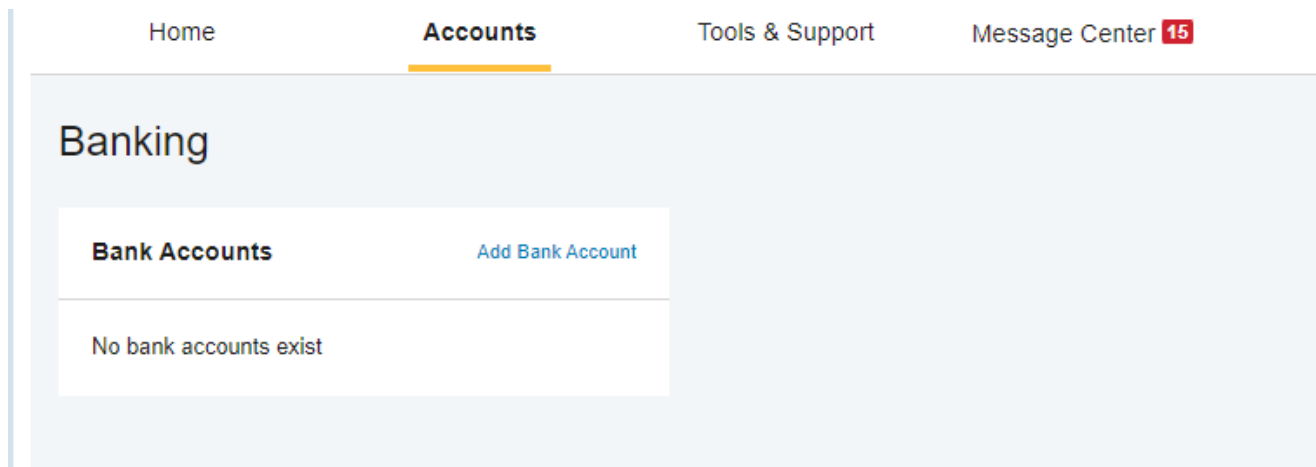 Home Accounts Tools & Support Message Center 15
Banking
Bank Accounts Add Bank Account
No bank accounts exist